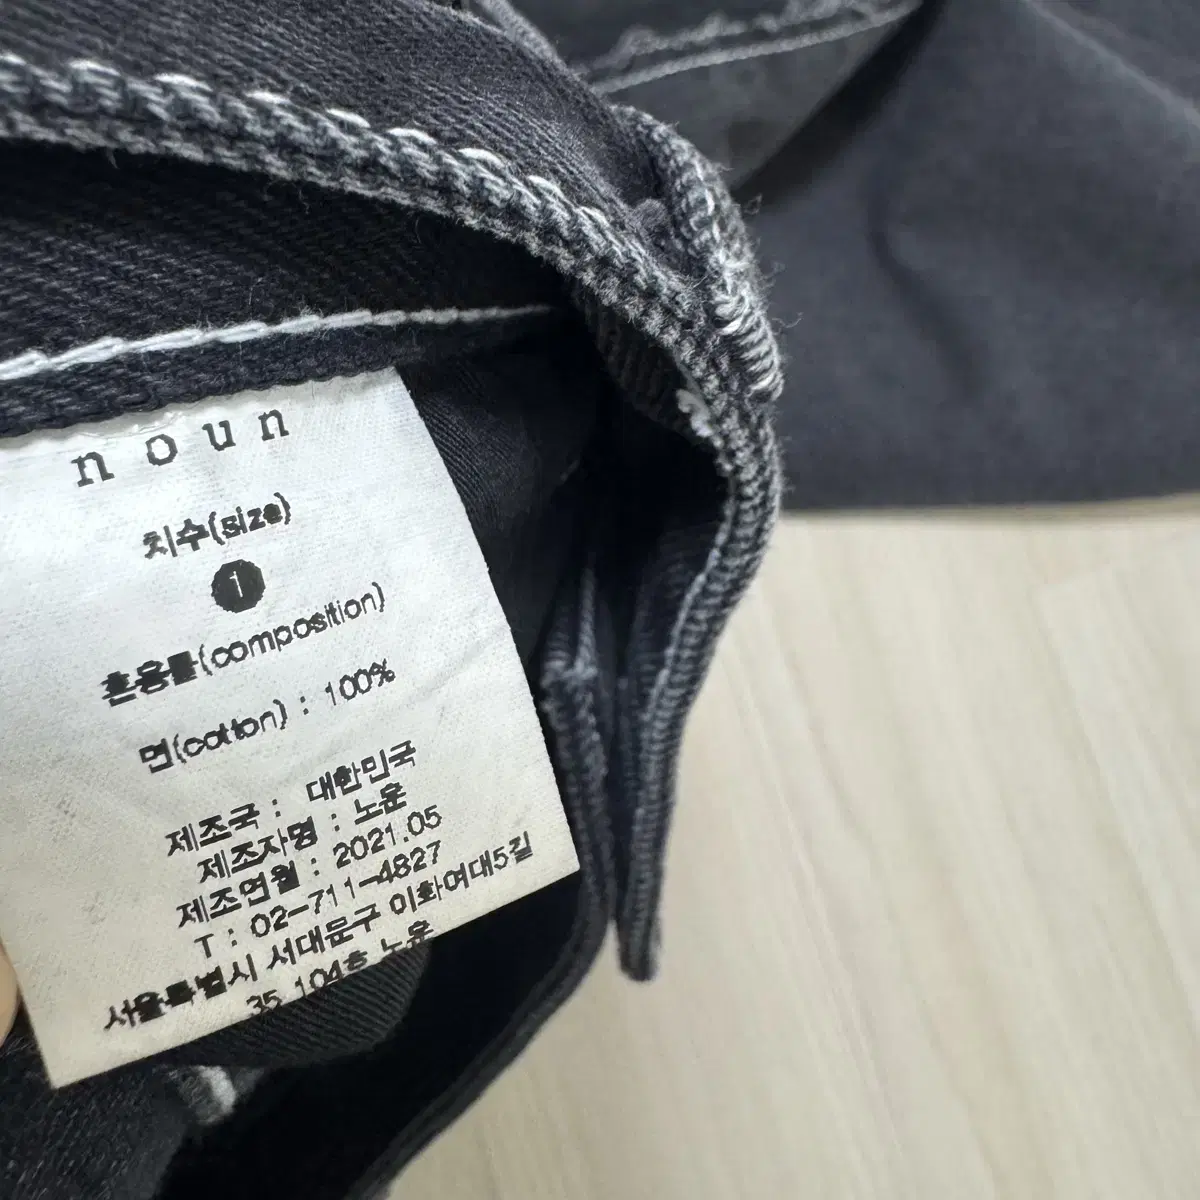 noun
치수(size)
1
혼용률(composition)
면(cotton) : 100%
제조국 : 대한민국
제조자명 : 노운
제조연월 : 2021.05
T : 02-711-4827
서울특별시 서대문구 이화여대5길
35 104호 노운